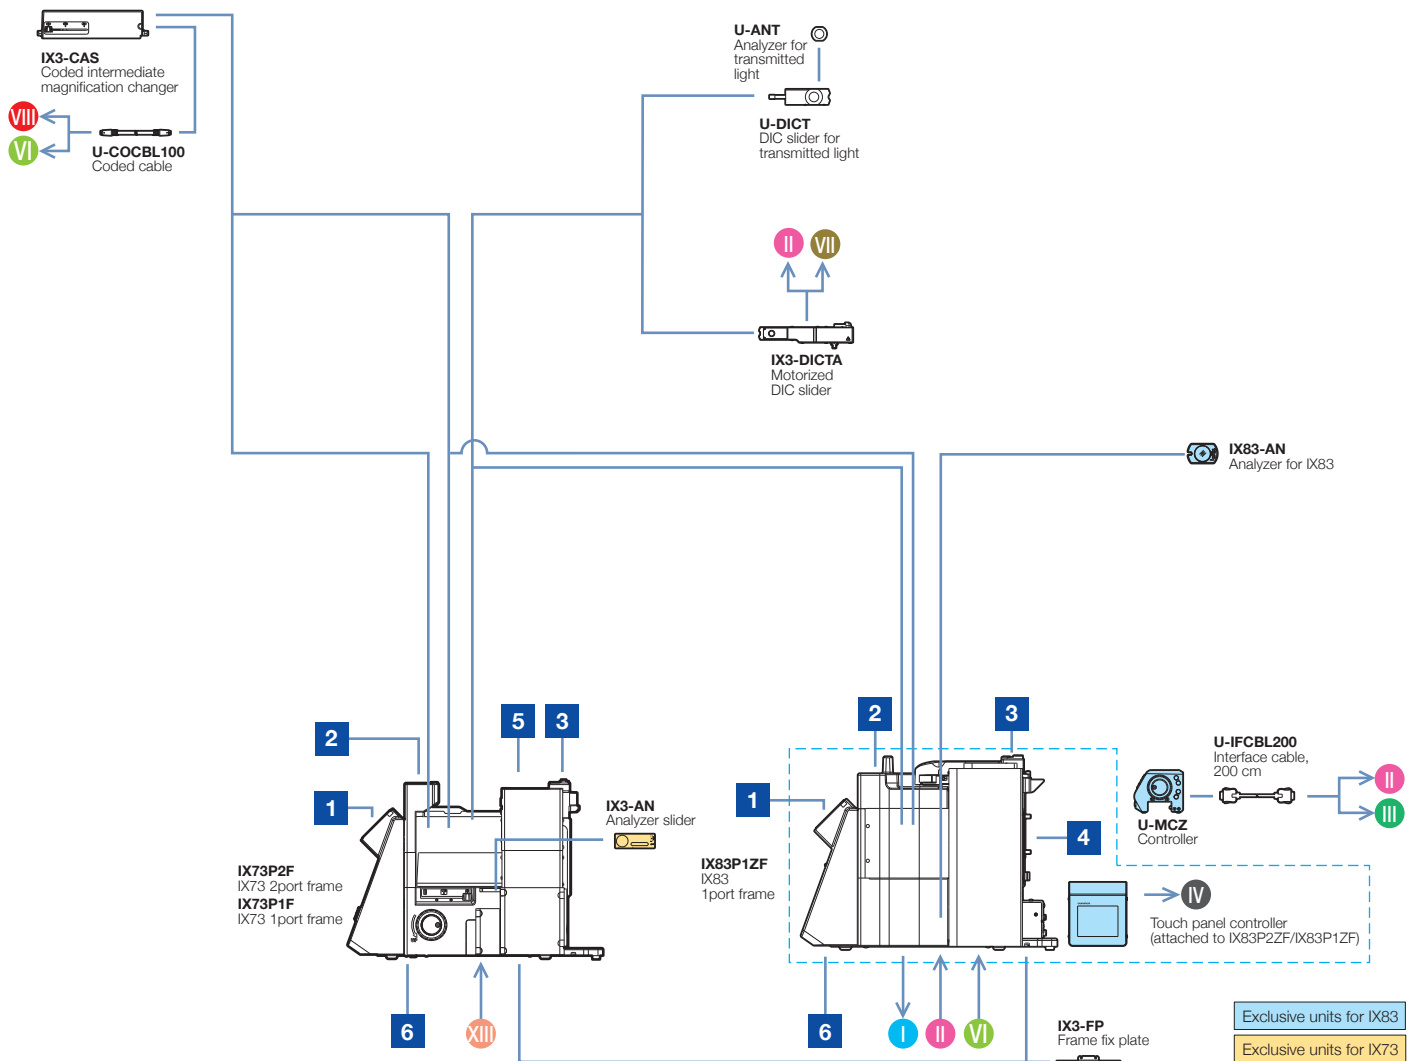 IX3-CAS
Coded intermediate
magnification changer
VIII
VI
U-COCBL100
Coded cable
U-ANT
Analyzer for
transmitted
light
U-DICT
DIC slider for
transmitted light
II
VII
IX3-DICTA
Motorized
DIC slider
IX83-AN
Analyzer for IX83
2
5
3
1
IX3-AN
Analyzer slider
IX73P2F
IX73 2port frame
IX73P1F
IX73 1port frame
6
XIII
2
3
1
4
IX83P1ZF
IX83
1port frame
U-IFCBL200
Interface cable,
200 cm
II
III
U-MCZ
Controller
IV
Touch panel controller
(attached to IX83P2ZF/IX83P1ZF)
6
I
II
VI
IX3-FP
Frame fix plate
Exclusive units for IX83
Exclusive units for IX73